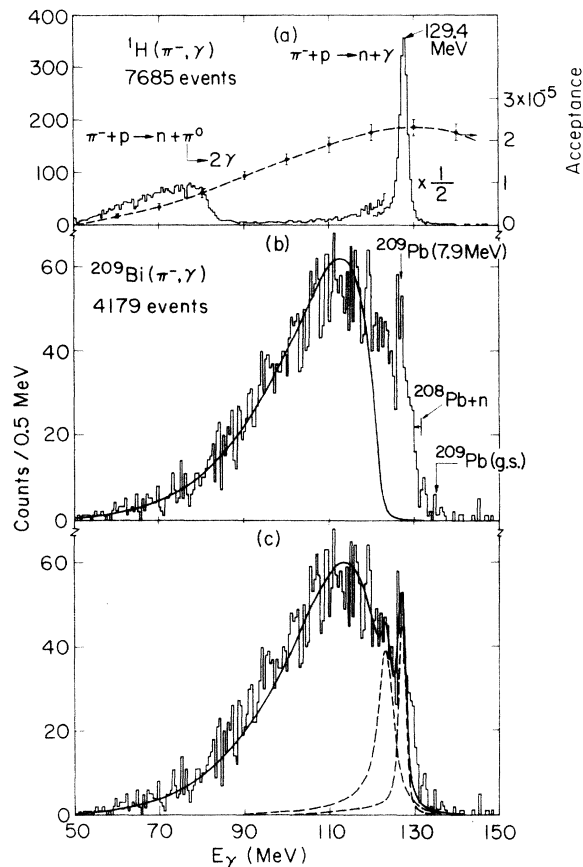 400
300
200
100
0
(a)
¹H(π⁻,γ)
7685 events
π⁻+p→n+γ
129.4
MeV
π⁻+p→n+π⁰
→2γ
×1/2
3×10⁻⁵
2
1
0
Acceptance
(b)
²⁰⁹Bi(π⁻,γ)
4179 events
²⁰⁹Pb(7.9MeV)
²⁰⁸Pb+n
²⁰⁹Pb(g.s.)
60
40
20
0
Counts / 0.5 MeV
(c)
60
40
20
0
50 70 90 110 130 150
Eγ (MeV)